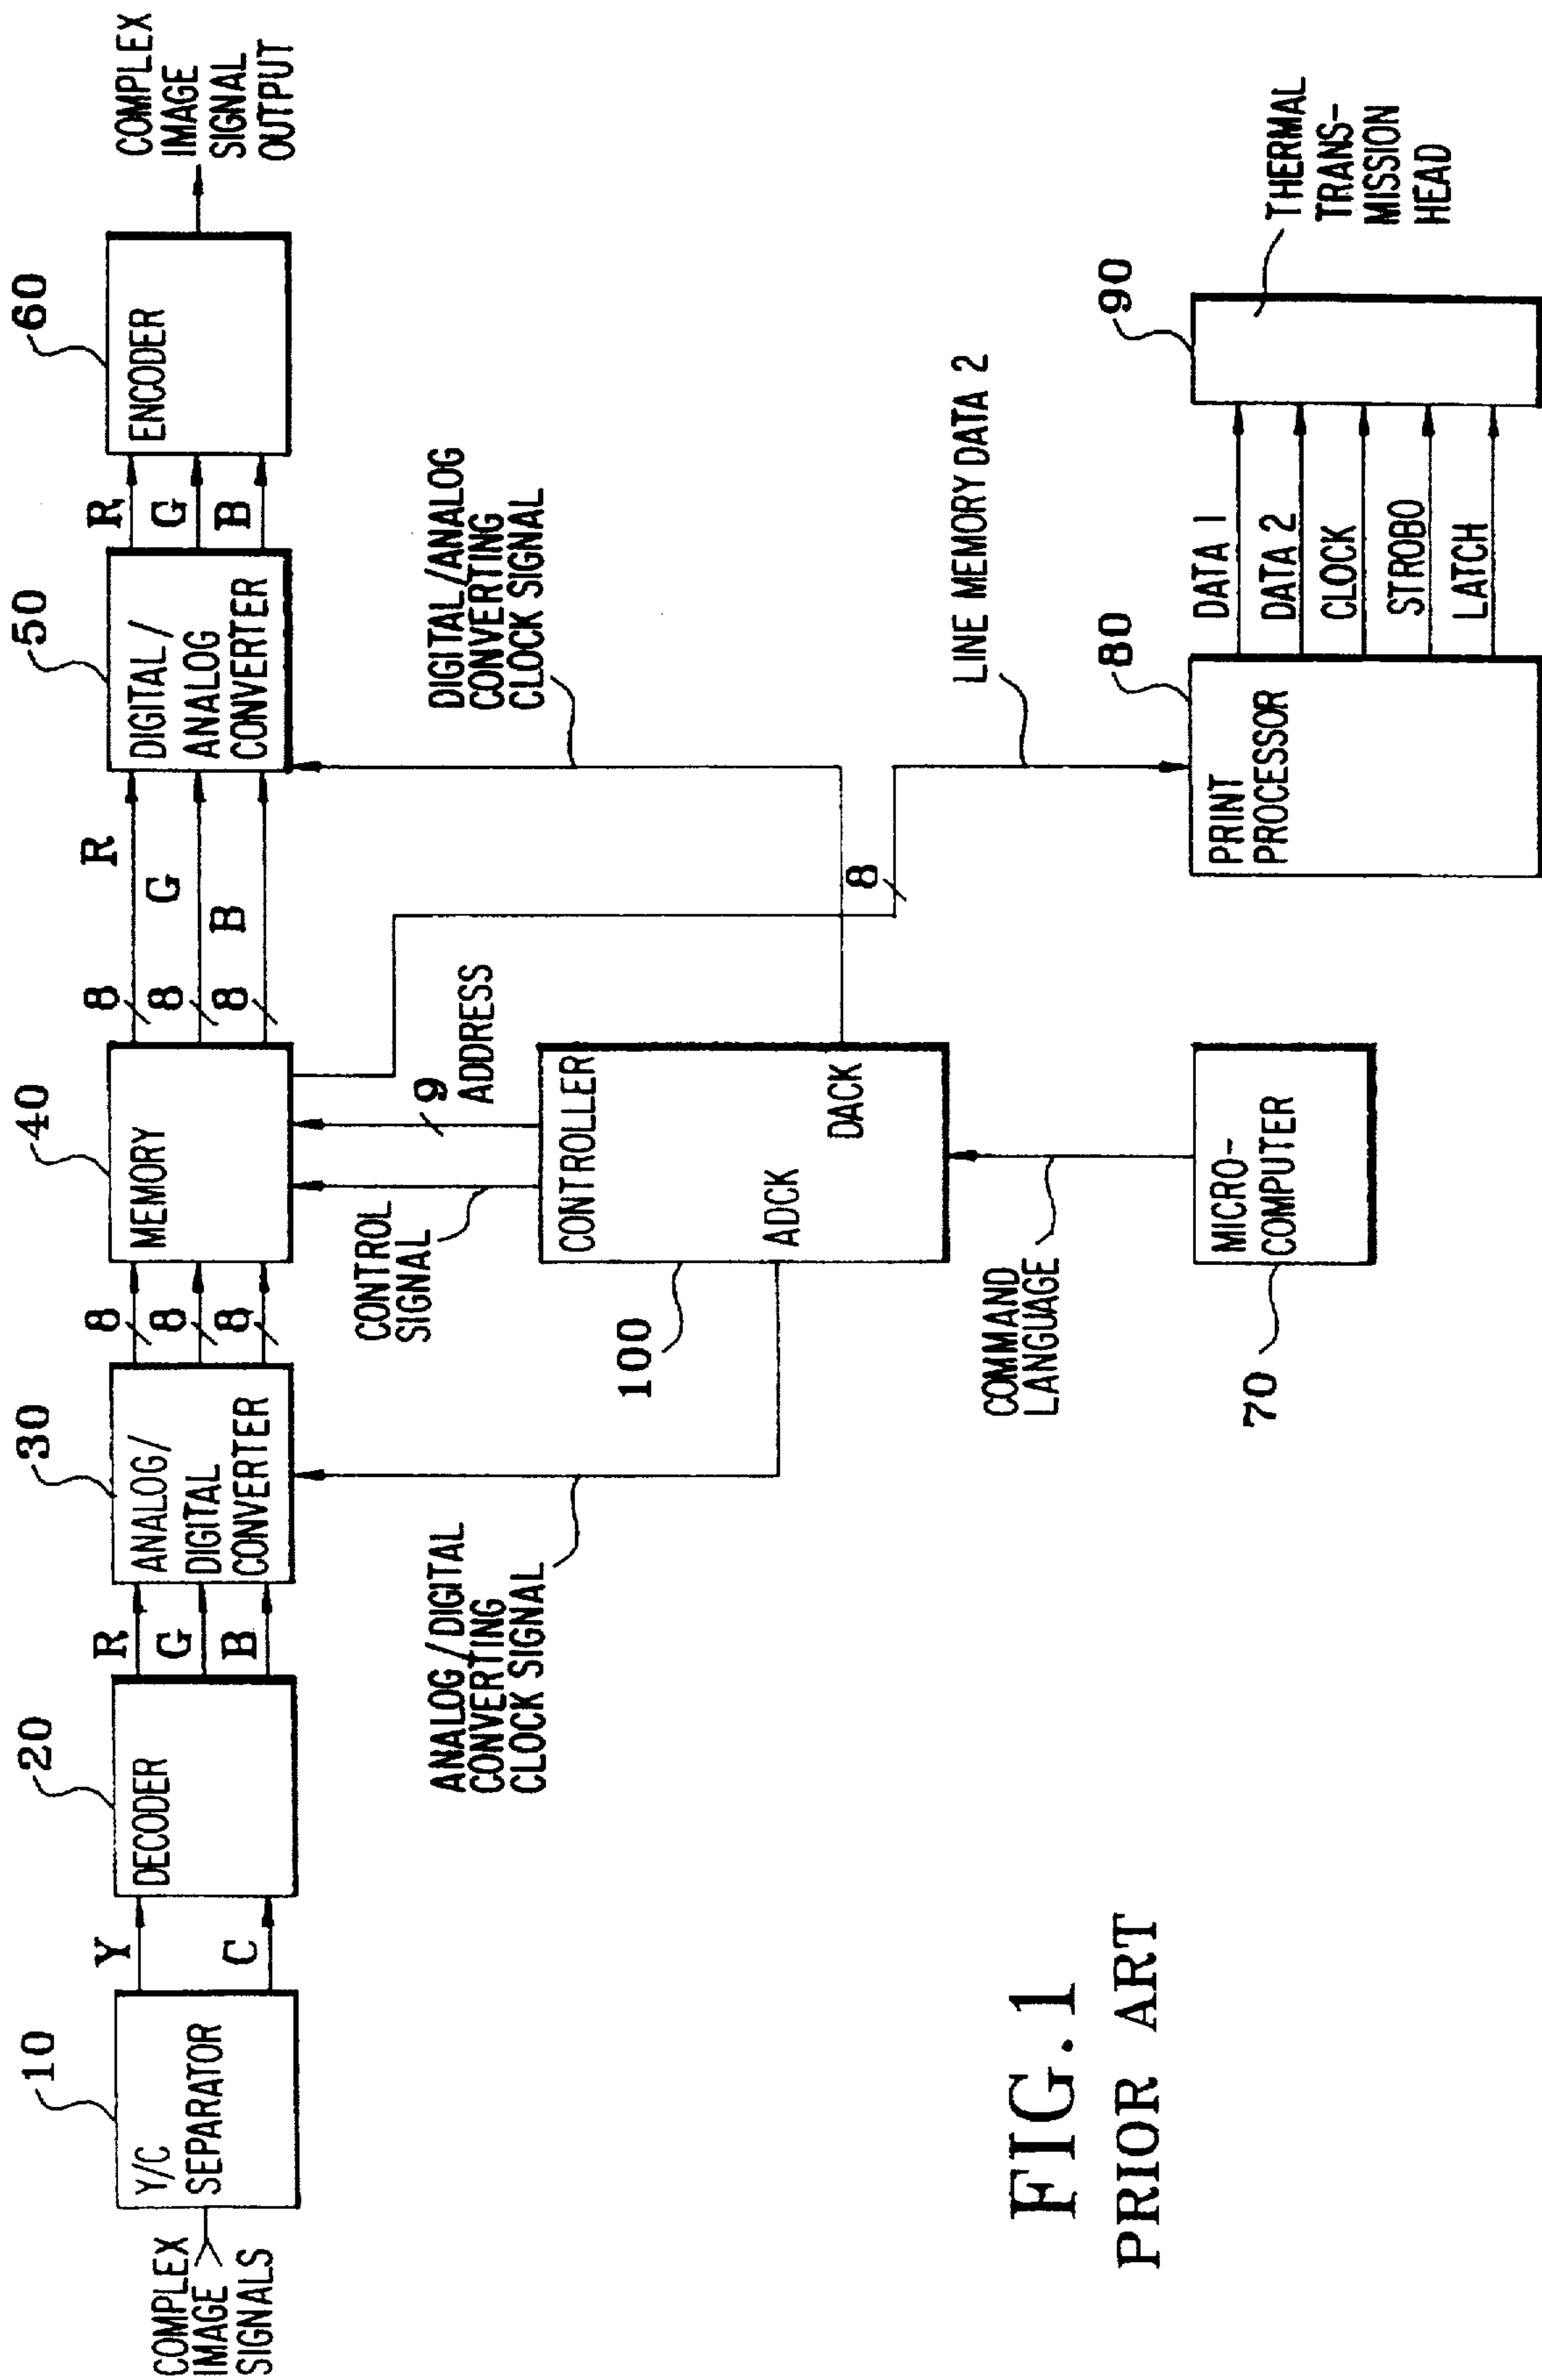 COMPLEX
IMAGE
SIGNALS
10
Y/C
SEPARATOR
Y
C
20
DECODER
R
G
B
30
ANALOG/
DIGITAL
CONVERTER
8
8
8
40
MEMORY
8
8
8
R
G
B
50
DIGITAL/
ANALOG
CONVERTER
R
G
B
60
ENCODER
COMPLEX
IMAGE
SIGNAL
OUTPUT
ANALOG/DIGITAL
CONVERTING
CLOCK SIGNAL
CONTROL
SIGNAL
9
ADDRESS
DIGITAL/ANALOG
CONVERTING
CLOCK SIGNAL
100
CONTROLLER
ADCK
DACK
8
LINE MEMORY DATA 2
COMMAND
LANGUAGE
70
MICRO-
COMPUTER
80
PRINT
PROCESSOR
DATA 1
DATA 2
CLOCK
STROBO
LATCH
90
THERMAL
TRANS-
MISSION
HEAD
FIG. 1
PRIOR ART